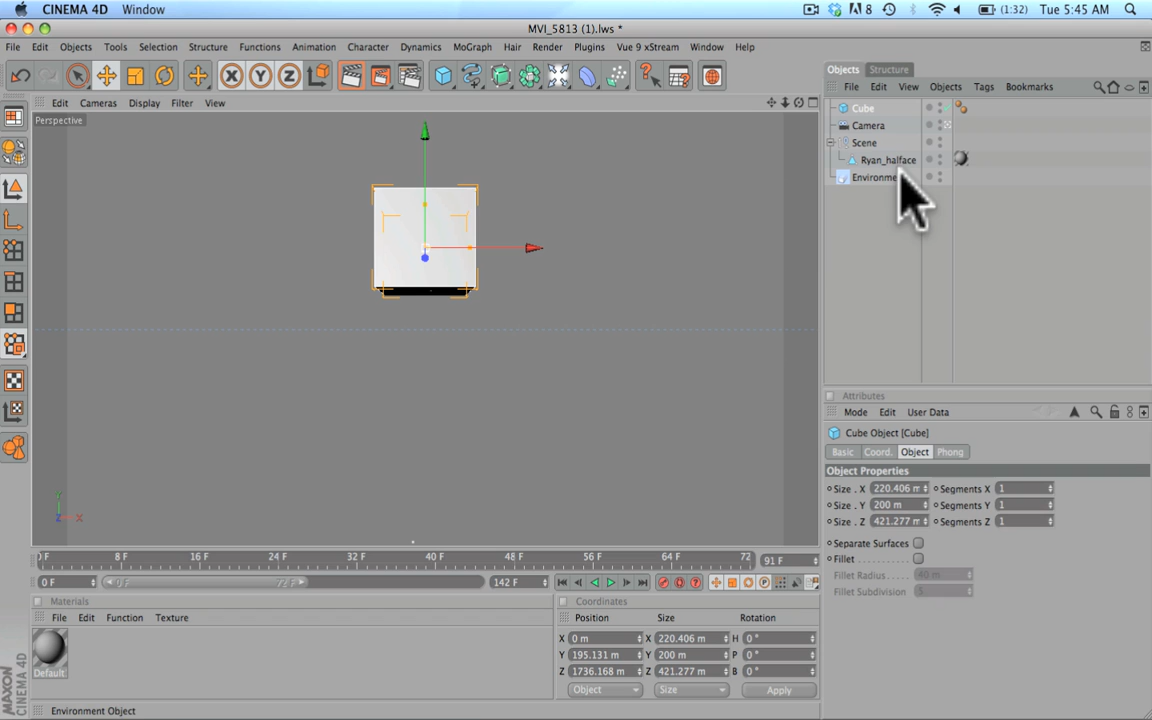 CINEMA 4D Window
8 (1:32) Tue 5:45 AM
MVI_5813 (1).lws *
File Edit Objects Tools Selection Structure Functions Animation Character Dynamics MoGraph Hair Render Plugins Vue 9 xStream Window Help
X Y Z
Objects Structure
Edit Cameras Display Filter View
File Edit View Objects Tags Bookmarks
Perspective
Cube
Camera
Scene
Ryan_halface
Environme
Attributes
Mode Edit User Data
Cube Object [Cube]
Basic Coord. Object Phong
Object Properties
Size . X 220.406 m Segments X 1
Size . Y 200 m Segments Y 1
Size . Z 421.277 m Segments Z 1
Separate Surfaces
Fillet
Fillet Radius 40 m
Fillet Subdivision
Y
Z X
0 F 8 F 16 F 24 F 32 F 40 F 48 F 56 F 64 F 72 91 F
0 F 0 F 72 F 142 F
Materials
File Edit Function Texture
Default
Coordinates
Position Size Rotation
X 0 m X 220.406 m H 0 °
Y 195.131 m Y 200 m P 0 °
Z 1736.168 m Z 421.277 m B 0 °
Object Size Apply
MAXON
CINEMA 4D
Environment Object